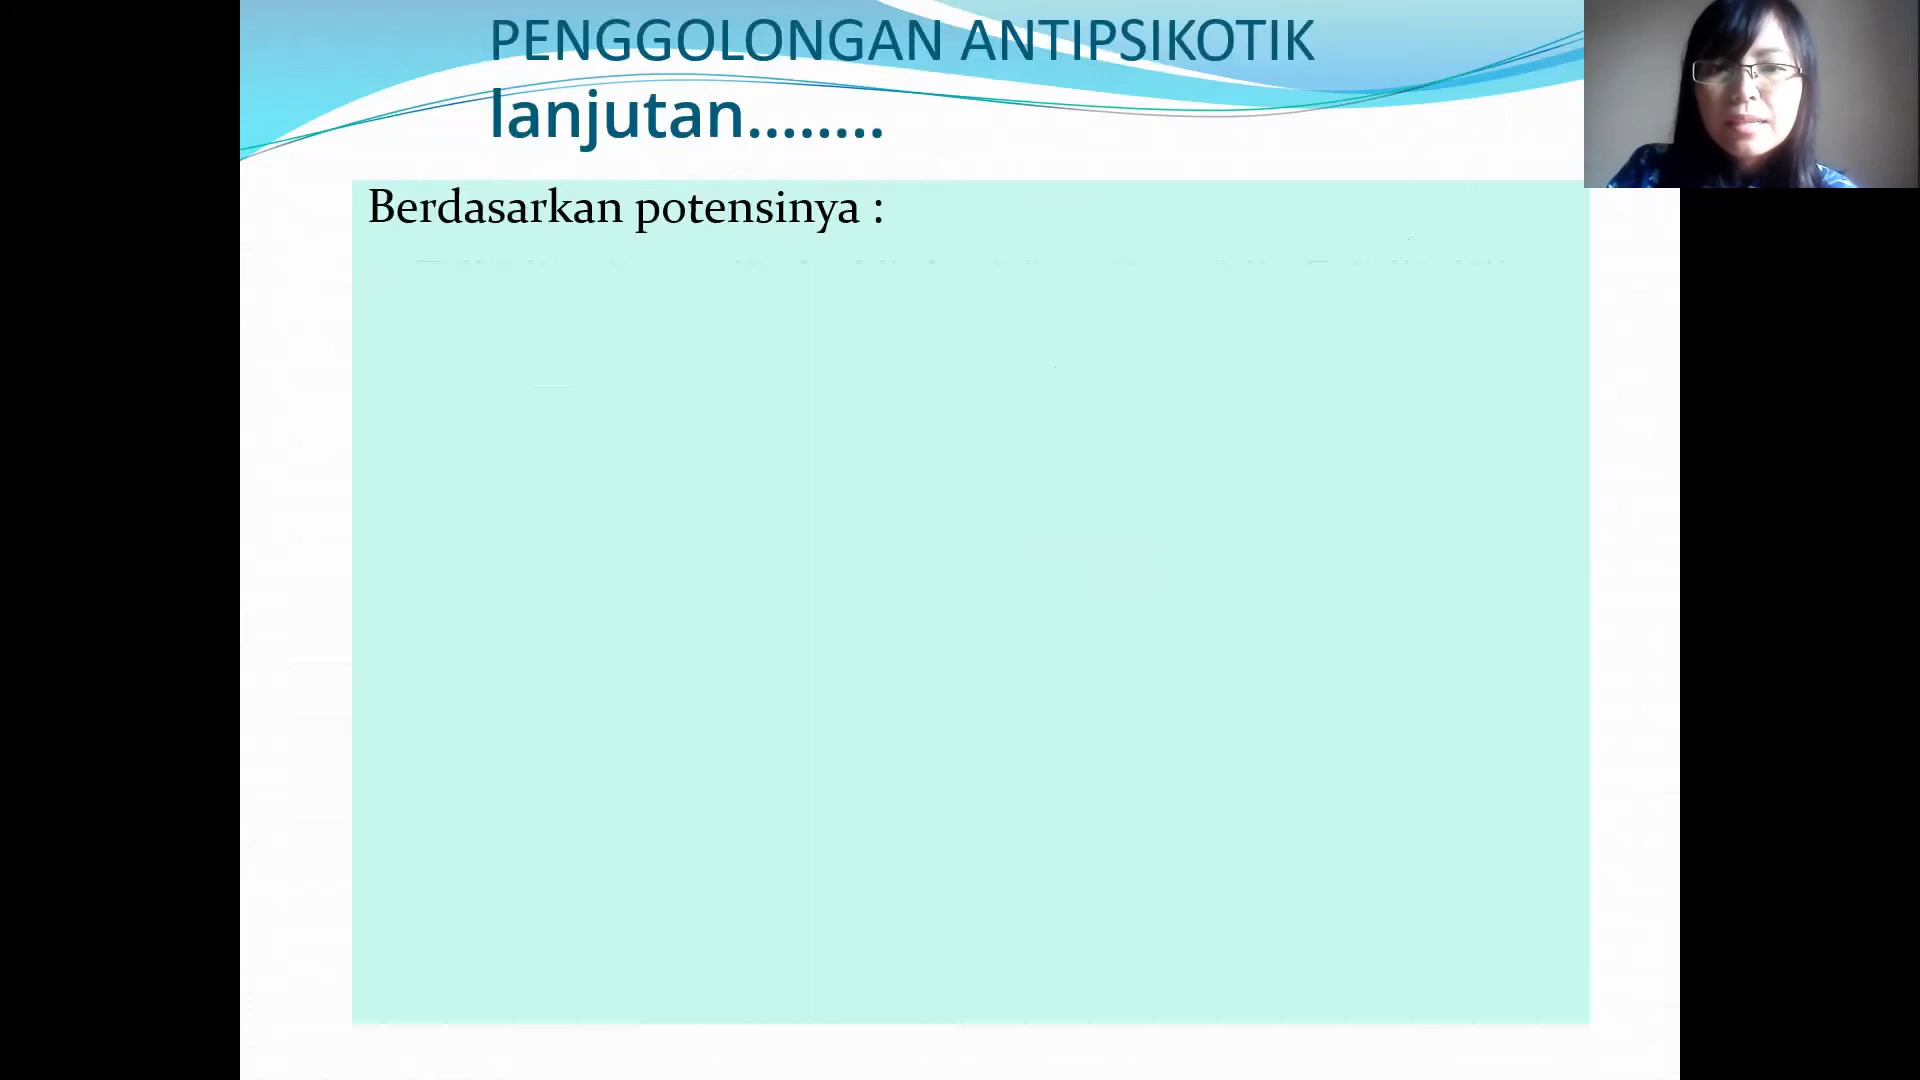 PENGGOLONGAN ANTIPSIKOTIK
lanjutan........
Berdasarkan potensinya :